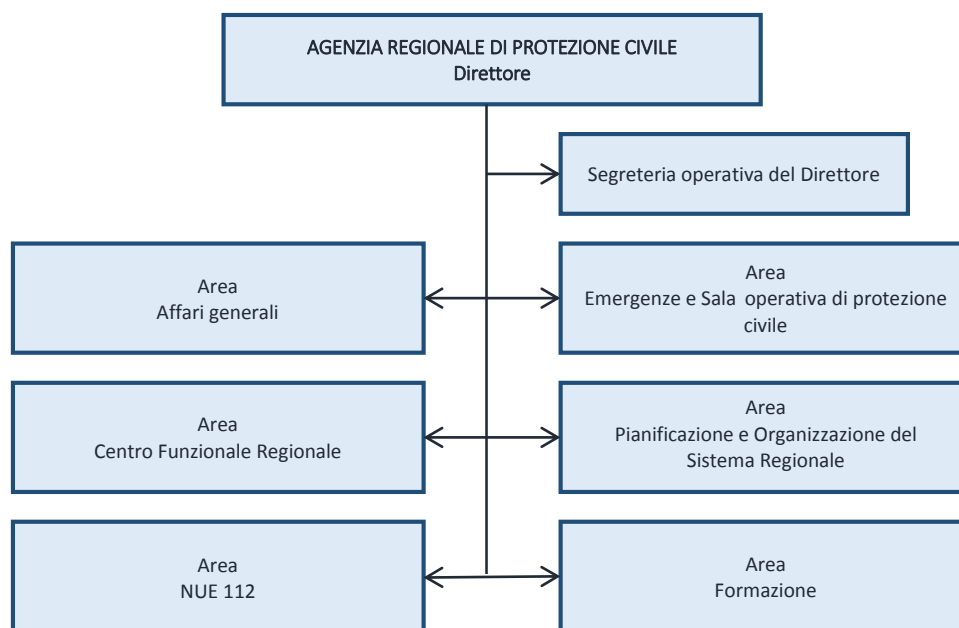 AGENZIA REGIONALE DI PROTEZIONE CIVILE
Direttore
Segreteria operativa del Direttore
Area
Affari generali
Area
Emergenze e Sala operativa di protezione
civile
Area
Centro Funzionale Regionale
Area
Pianificazione e Organizzazione del
Sistema Regionale
Area
NUE 112
Area
Formazione